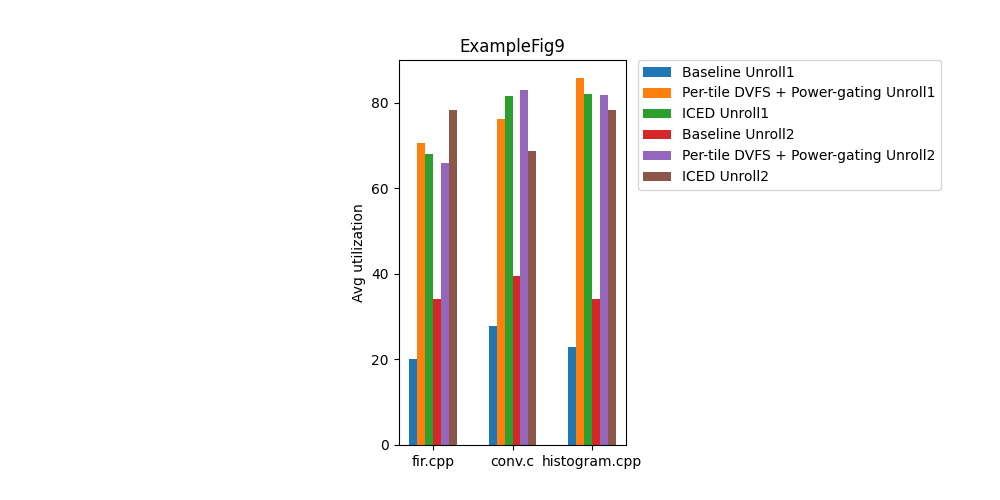 ExampleFig9
Avg utilization
80
60
40
20
0
fir.cpp
conv.c
histogram.cpp
Baseline Unroll1
Per-tile DVFS + Power-gating Unroll1
ICED Unroll1
Baseline Unroll2
Per-tile DVFS + Power-gating Unroll2
ICED Unroll2